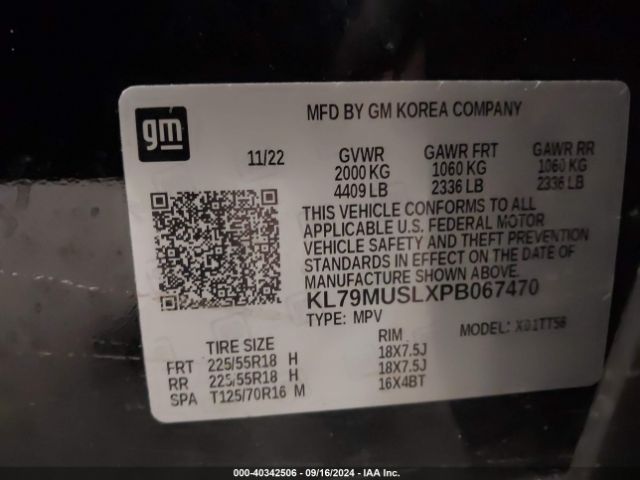 gm
MFD BY GM KOREA COMPANY
11/22
GVWR GAWR FRT GAWR RR
2000 KG 1060 KG 1060 KG
4409 LB 2336 LB 2336 LB
THIS VEHICLE CONFORMS TO ALL
APPLICABLE U.S. FEDERAL MOTOR
VEHICLE SAFETY AND THEFT PREVENTION
STANDARDS IN EFFECT ON THE DATE OF
MANUFACTURE SHOWN ABOVE.
KL79MUSLXPB067470
TYPE: MPV MODEL:
TIRE SIZE RIM
FRT 225/55R18 H 18X7.5J
RR 225/55R18 H 18X7.5J
SPA T125/70R16 M 16X4BT
000-40342506 - 09/16/2024 - IAA Inc.